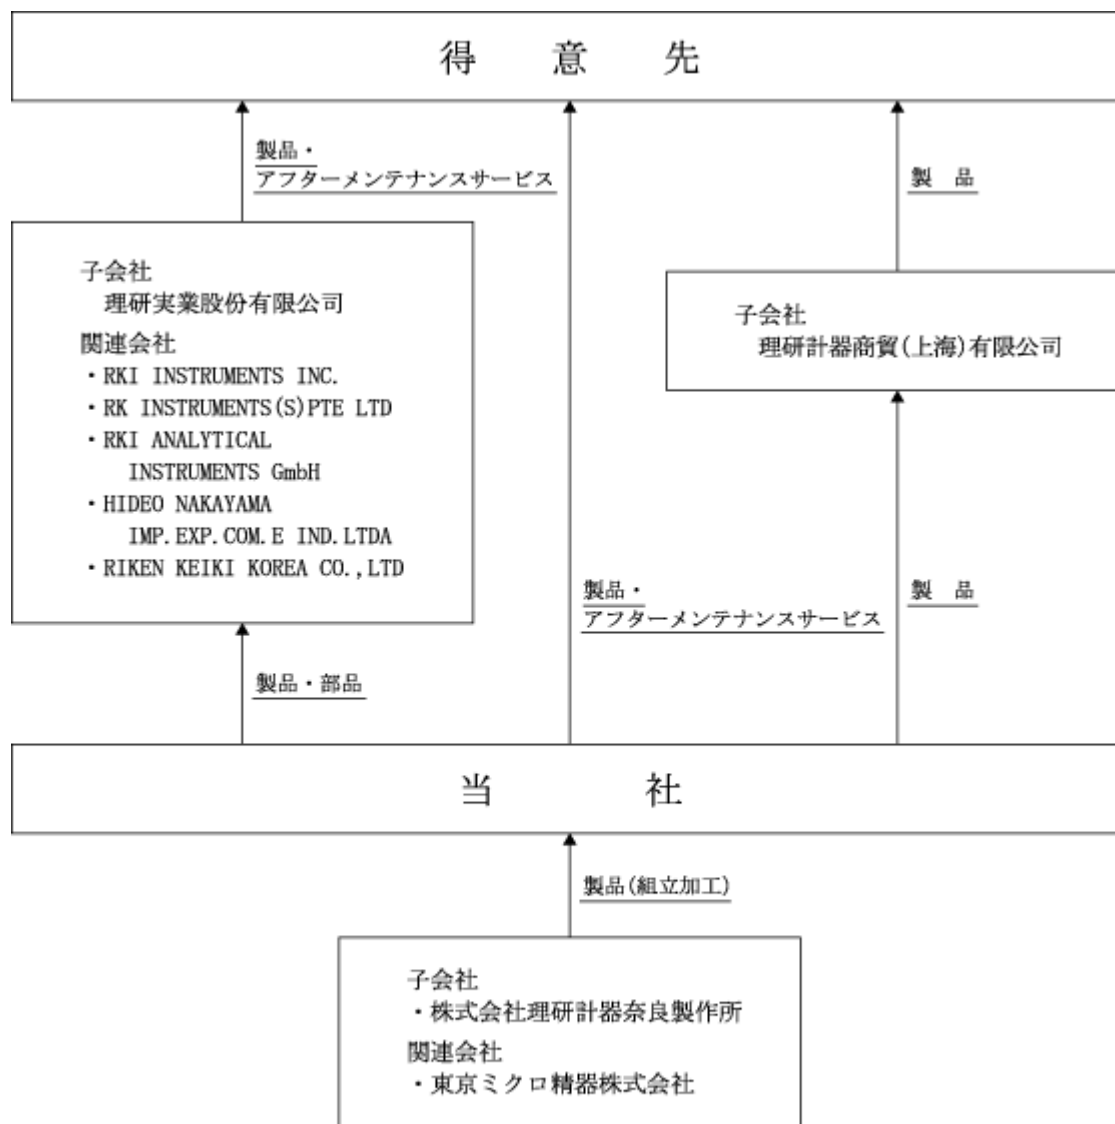 得　意　先
製品・
アフターメンテナンスサービス
製　品
子会社
理研実業股份有限公司
関連会社
・RKI INSTRUMENTS INC.
・RK INSTRUMENTS(S)PTE LTD
・RKI ANALYTICAL
INSTRUMENTS GmbH
・HIDEO NAKAYAMA
IMP.EXP.COM.E IND.LTDA
・RIKEN KEIKI KOREA CO.,LTD
子会社
理研計器商貿(上海)有限公司
製品・
アフターメンテナンスサービス
製　品
製品・部品
当　社
製品(組立加工)
子会社
・株式会社理研計器奈良製作所
関連会社
・東京ミクロ精器株式会社